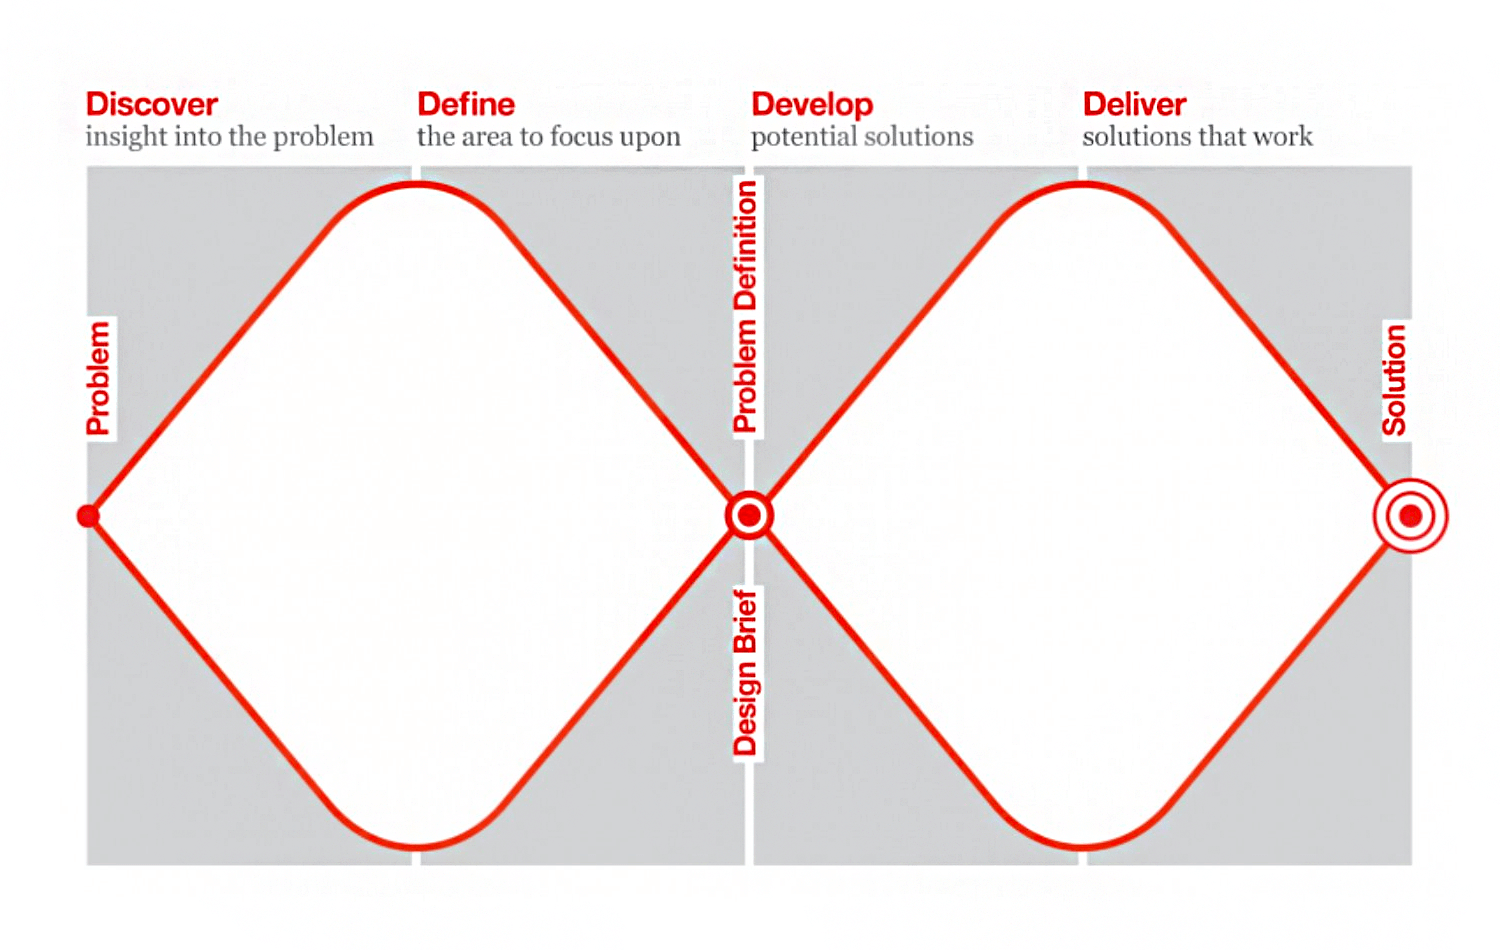 Discover
insight into the problem
Define
the area to focus upon
Develop
potential solutions
Deliver
solutions that work
Problem
Problem Definition
Design Brief
Solution